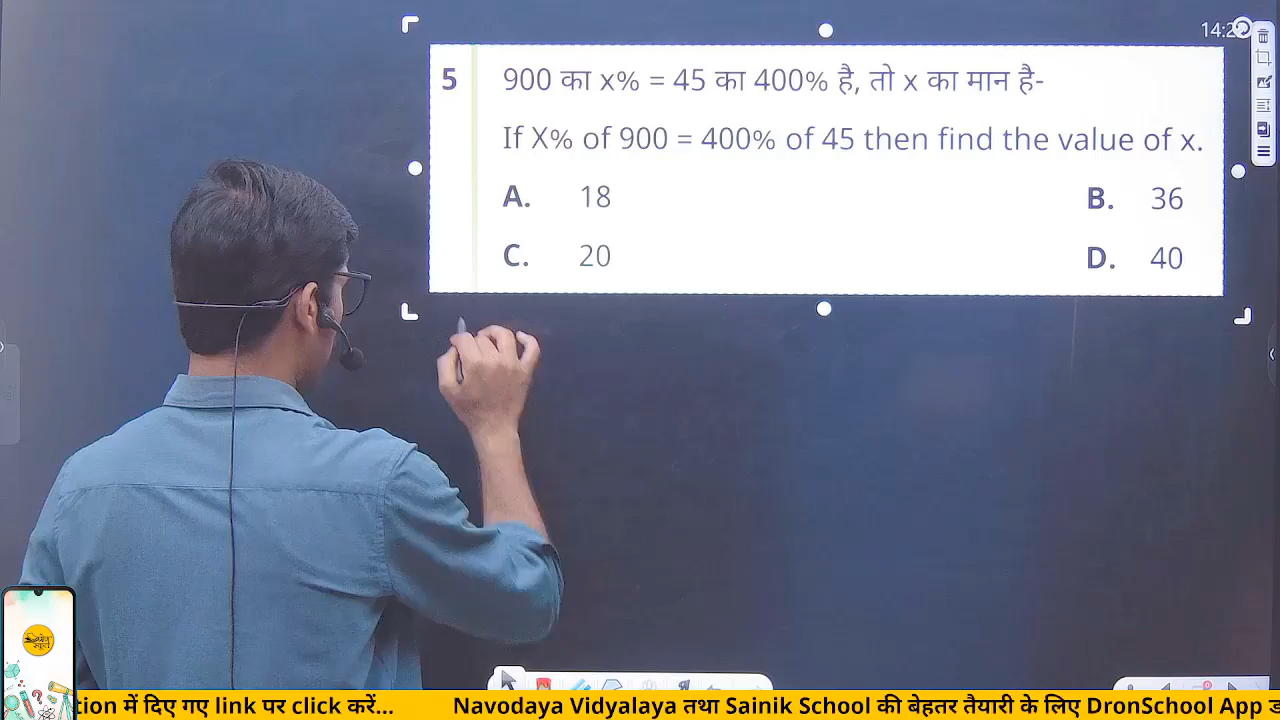 14:2
5 900 का x% = 45 का 400% है, तो x का मान है-
If X% of 900 = 400% of 45 then find the value of x.
A. 18 B. 36
C. 20 D. 40
tion में दिए गए link पर click करें... Navodaya Vidyalaya तथा Sainik School की बेहतर तैयारी के लिए DronSchool App ड